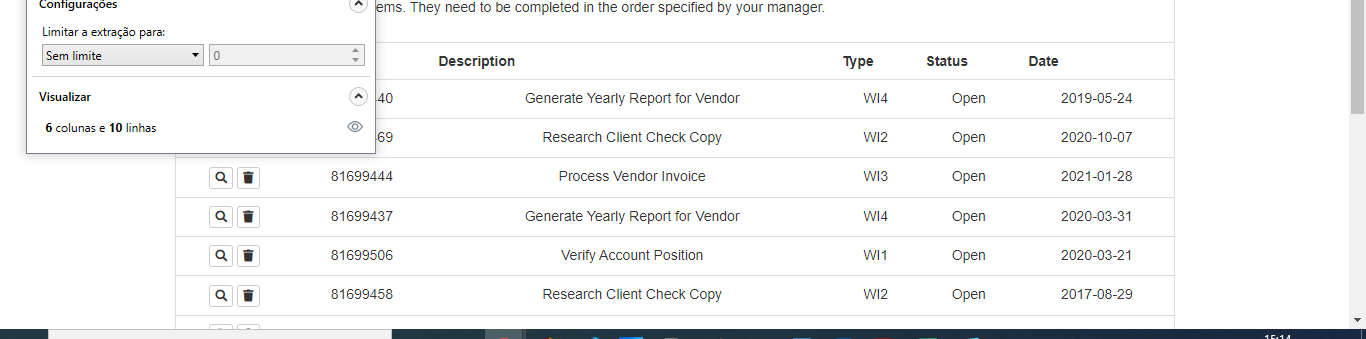 Configurações
ems. They need to be completed in the order specified by your manager.
Limitar a extração para:
Sem limite 0
Description Type Status Date
Visualizar
40 Generate Yearly Report for Vendor WI4 Open 2019-05-24
6 colunas e 10 linhas
69 Research Client Check Copy WI2 Open 2020-10-07
81699444 Process Vendor Invoice WI3 Open 2021-01-28
81699437 Generate Yearly Report for Vendor WI4 Open 2020-03-31
81699506 Verify Account Position WI1 Open 2020-03-21
81699458 Research Client Check Copy WI2 Open 2017-08-29
15:14